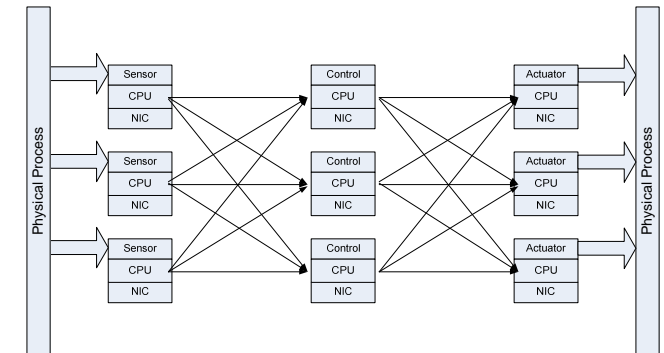 Physical Process
Sensor
CPU
NIC
Sensor
CPU
NIC
Sensor
CPU
NIC
Control
CPU
NIC
Control
CPU
NIC
Control
CPU
NIC
Actuator
CPU
NIC
Actuator
CPU
NIC
Actuator
CPU
NIC
Physical Process